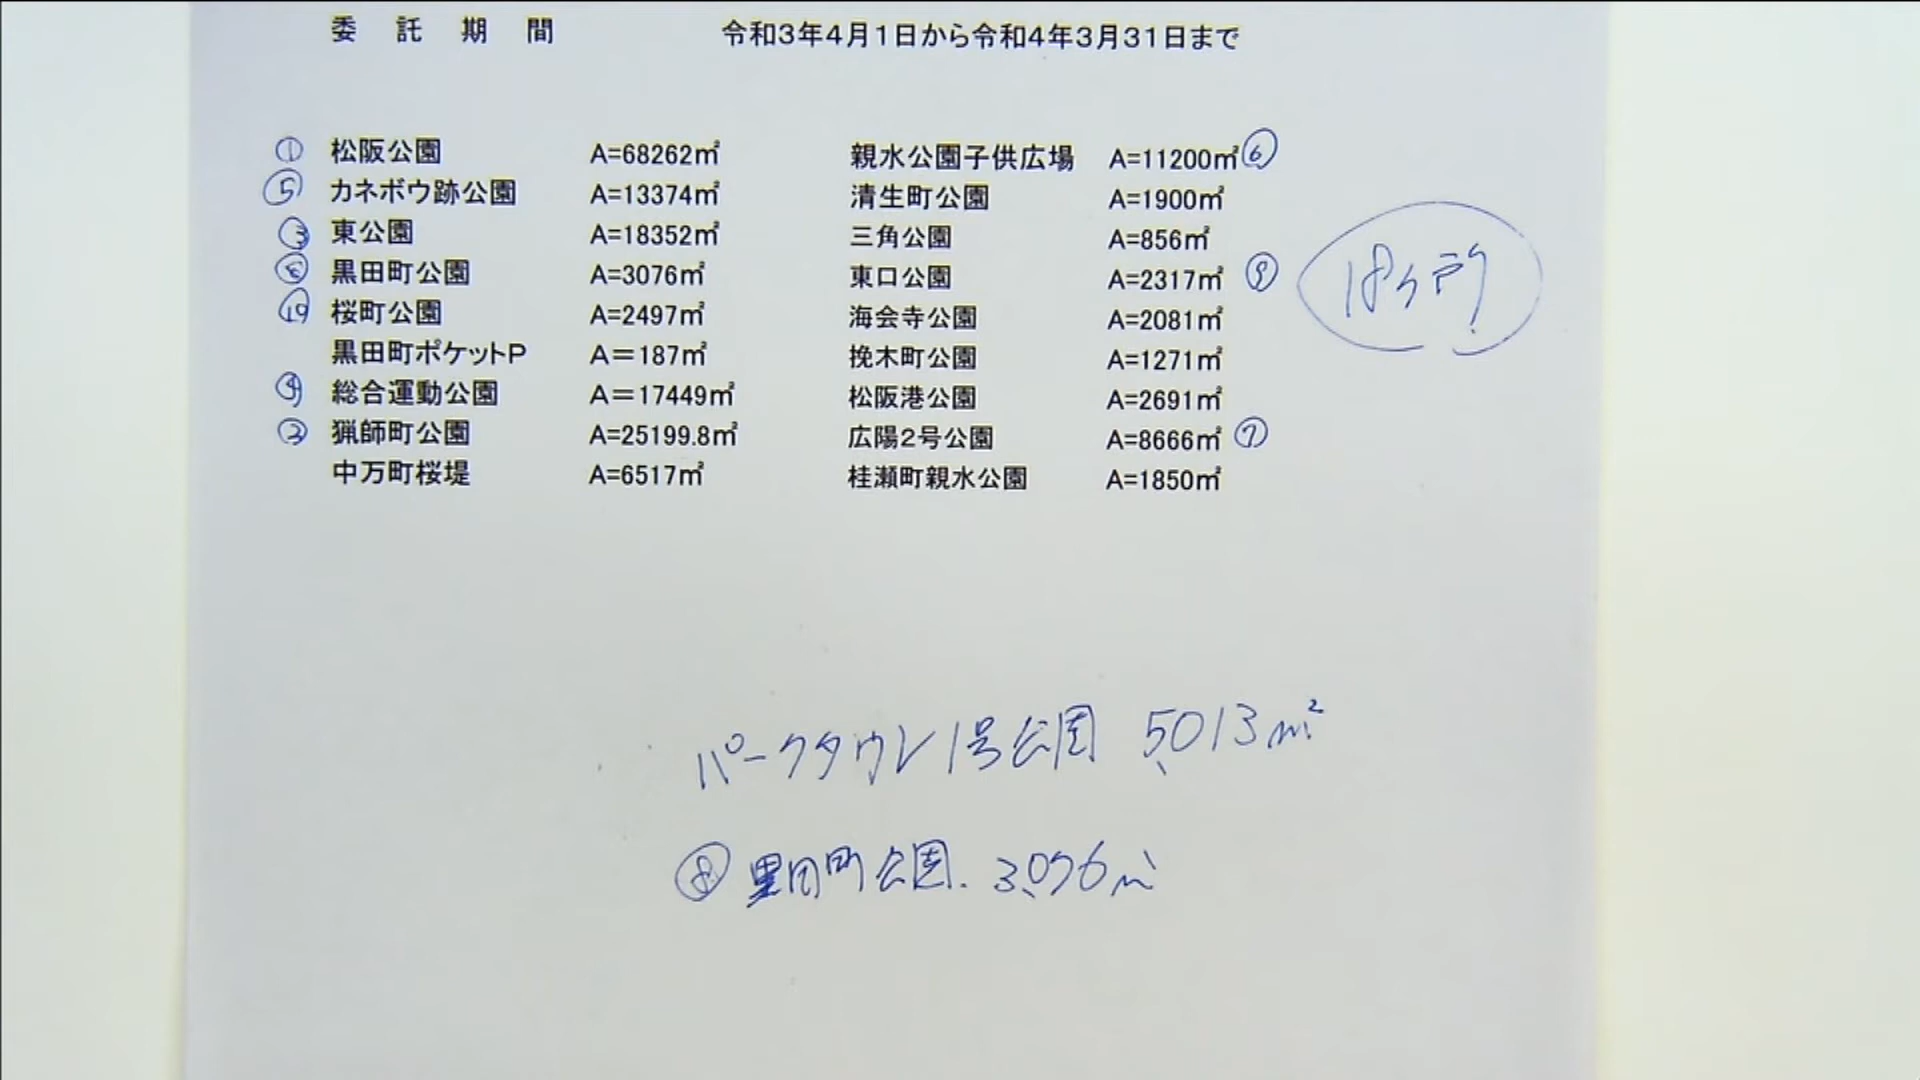 委託期間 令和3年4月1日から令和4年3月31日まで
① 松阪公園 A=68262㎡ 親水公園子供広場 A=11200㎡ ⑥
⑤ カネボウ跡公園 A=13374㎡ 清生町公園 A=1900㎡
③ 東公園 A=18352㎡ 三角公園 A=856㎡
⑧ 黒田町公園 A=3076㎡ 東口公園 A=2317㎡ ⑨
⑩ 桜町公園 A=2497㎡ 海会寺公園 A=2081㎡
黒田町ポケットP A=187㎡ 挽木町公園 A=1271㎡
④ 総合運動公園 A=17449㎡ 松阪港公園 A=2691㎡
② 猟師町公園 A=25199.8㎡ 広陽2号公園 A=8666㎡ ⑦
中万町桜堤 A=6517㎡ 桂瀬町親水公園 A=1850㎡
18ヶ所
パークタウン1号公園 5,013m²
⑧ 黒田町公園. 3,076㎡